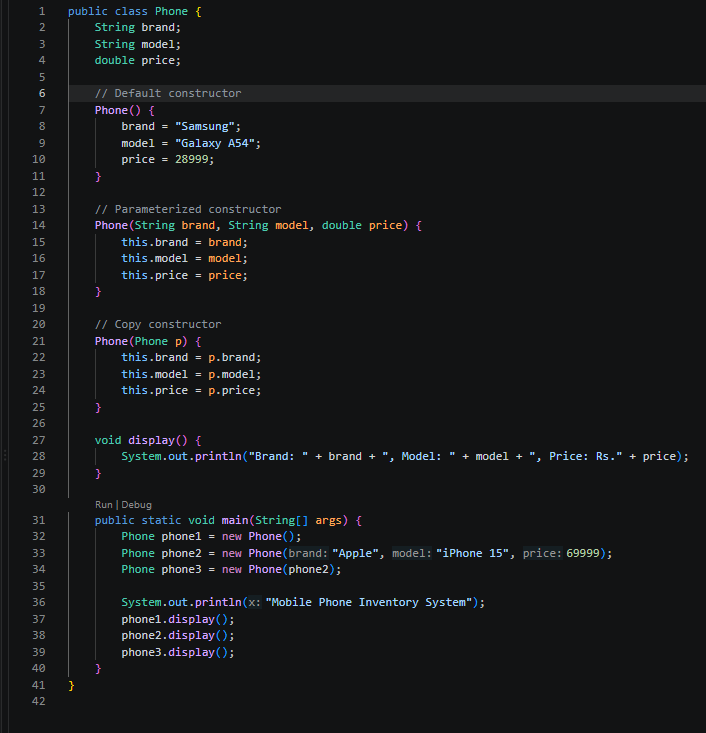 1 public class Phone {
2     String brand;
3     String model;
4     double price;
5
6     // Default constructor
7     Phone() {
8         brand = "Samsung";
9         model = "Galaxy A54";
10         price = 28999;
11     }
12
13     // Parameterized constructor
14     Phone(String brand, String model, double price) {
15         this.brand = brand;
16         this.model = model;
17         this.price = price;
18     }
19
20     // Copy constructor
21     Phone(Phone p) {
22         this.brand = p.brand;
23         this.model = p.model;
24         this.price = p.price;
25     }
26
27     void display() {
28         System.out.println("Brand: " + brand + ", Model: " + model + ", Price: Rs." + price);
29     }
30
Run | Debug
31     public static void main(String[] args) {
32         Phone phone1 = new Phone();
33         Phone phone2 = new Phone(brand: "Apple", model: "iPhone 15", price: 69999);
34         Phone phone3 = new Phone(phone2);
35
36         System.out.println(x: "Mobile Phone Inventory System");
37         phone1.display();
38         phone2.display();
39         phone3.display();
40     }
41 }
42